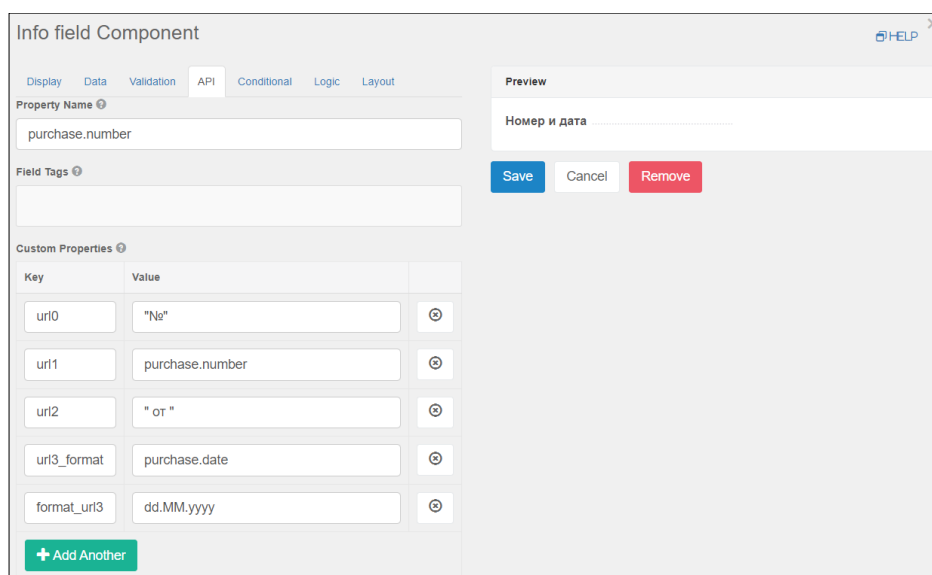 Info field Component
HELP
Display Data Validation API Conditional Logic Layout
Property Name
purchase.number
Field Tags
Custom Properties
Key Value
url0 "№"
url1 purchase.number
url2 " от "
url3_format purchase.date
format_url3 dd.MM.yyyy
Add Another
Preview
Номер и дата
Save Cancel Remove